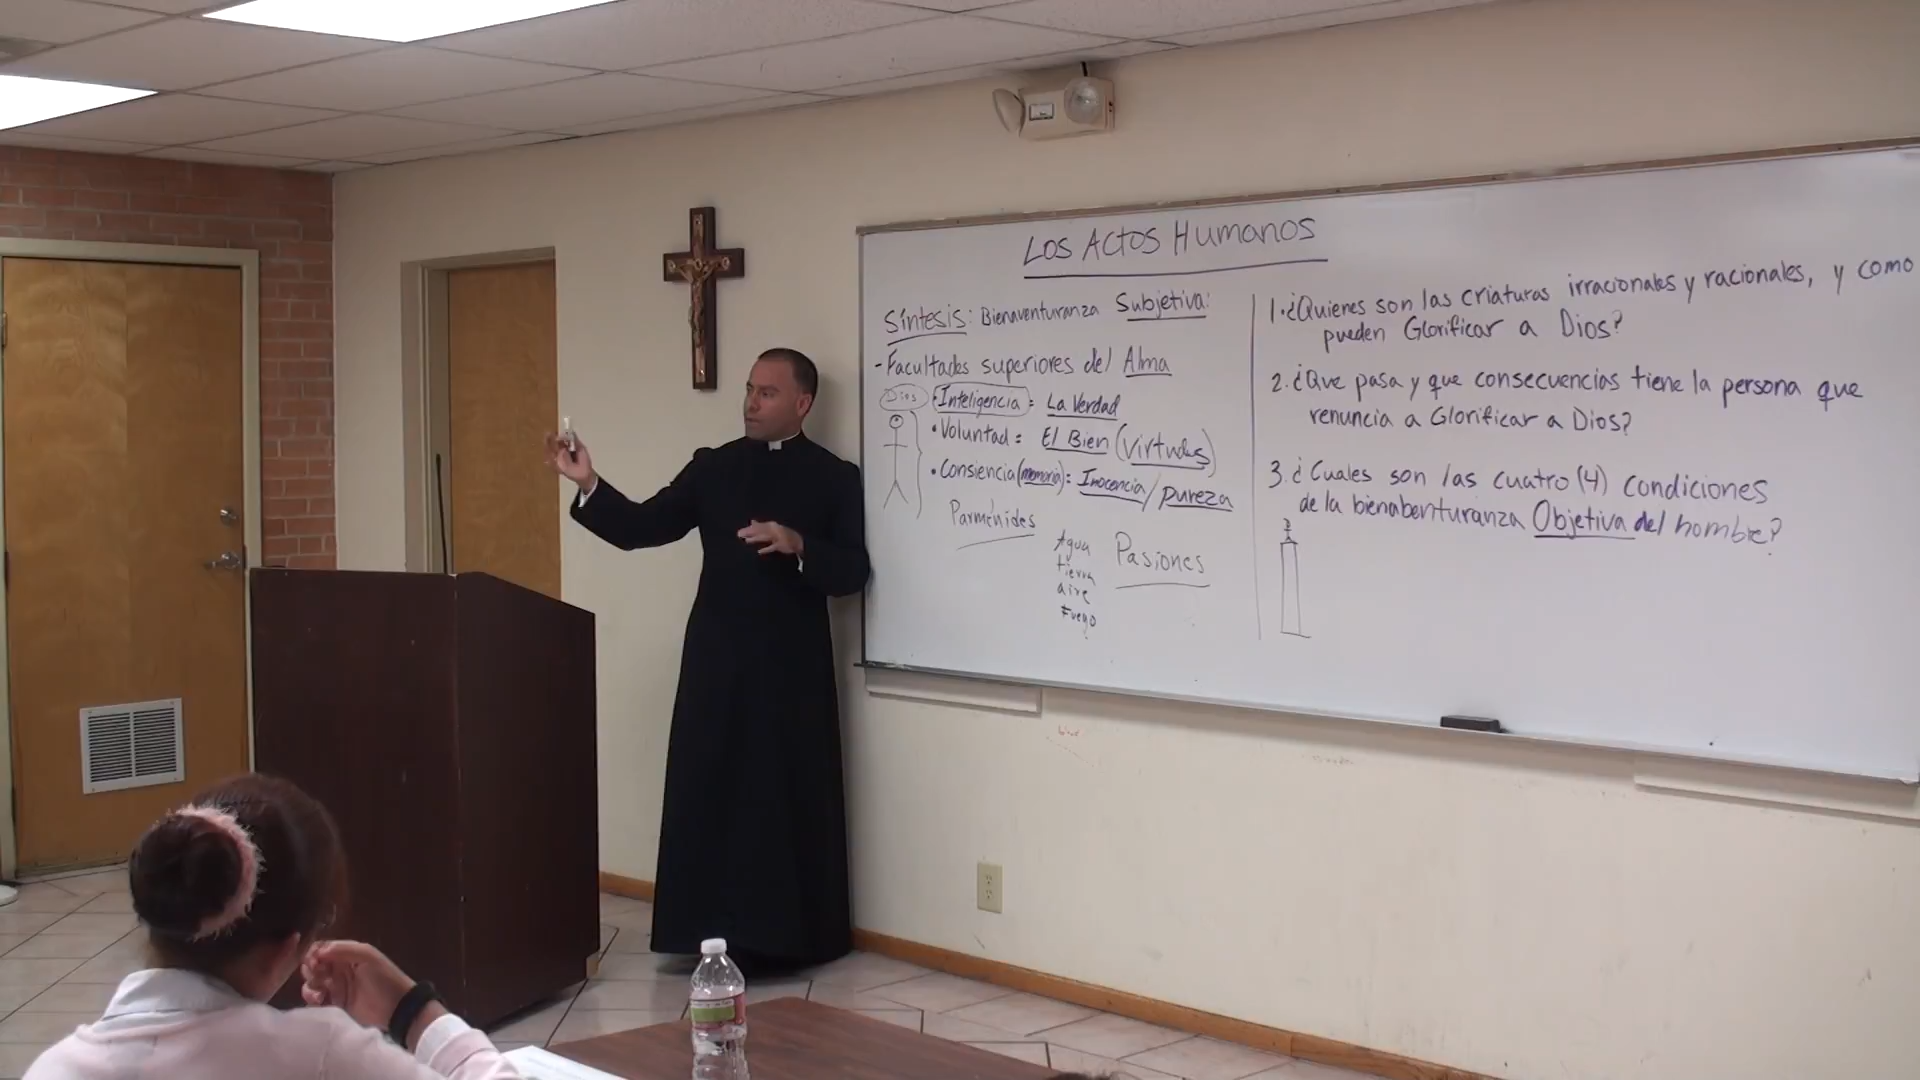 Los Actos Humanos
Síntesis: Bienaventuranza Subjetiva:
- Facultades superiores del Alma
Dios
• Inteligencia: La Verdad
• Voluntad: El Bien (Virtudes)
• Consiencia (memoria): Inocencia / pureza
Parménides
Agua
tierra
aire
Fuego
Pasiones
1. ¿Quienes son las criaturas irracionales y racionales, y como
pueden Glorificar a Dios?
2. ¿Que pasa y que consecuencias tiene la persona que
renuncia a Glorificar a Dios?
3. ¿Cuales son las cuatro (4) condiciones
de la bienabenturanza Objetiva del hombre?